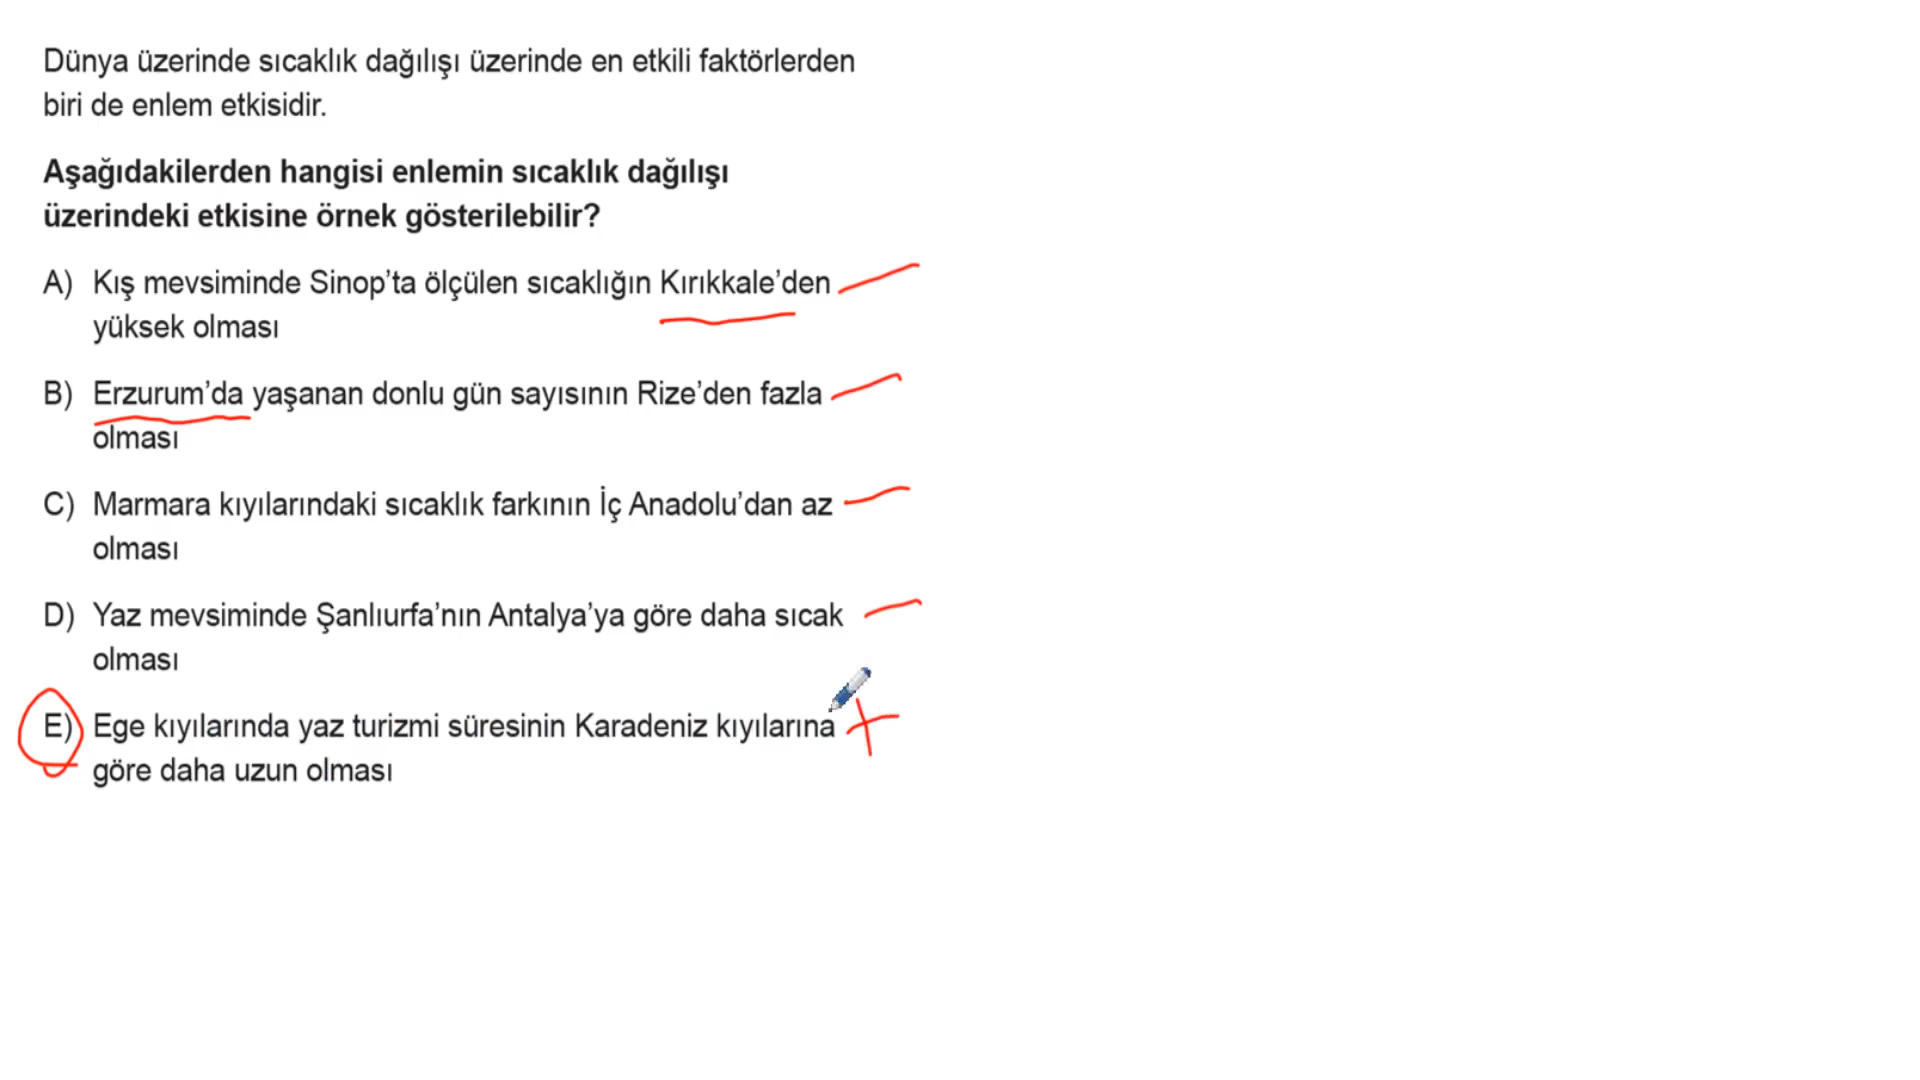 Dünya üzerinde sıcaklık dağılışı üzerinde en etkili faktörlerden
biri de enlem etkisidir.
Aşağıdakilerden hangisi enlemin sıcaklık dağılışı
üzerindeki etkisine örnek gösterilebilir?
A) Kış mevsiminde Sinop’ta ölçülen sıcaklığın Kırıkkale’den
yüksek olması
B) Erzurum’da yaşanan donlu gün sayısının Rize’den fazla
olması
C) Marmara kıyılarındaki sıcaklık farkının İç Anadolu’dan az
olması
D) Yaz mevsiminde Şanlıurfa’nın Antalya’ya göre daha sıcak
olması
E) Ege kıyılarında yaz turizmi süresinin Karadeniz kıyılarına
göre daha uzun olması